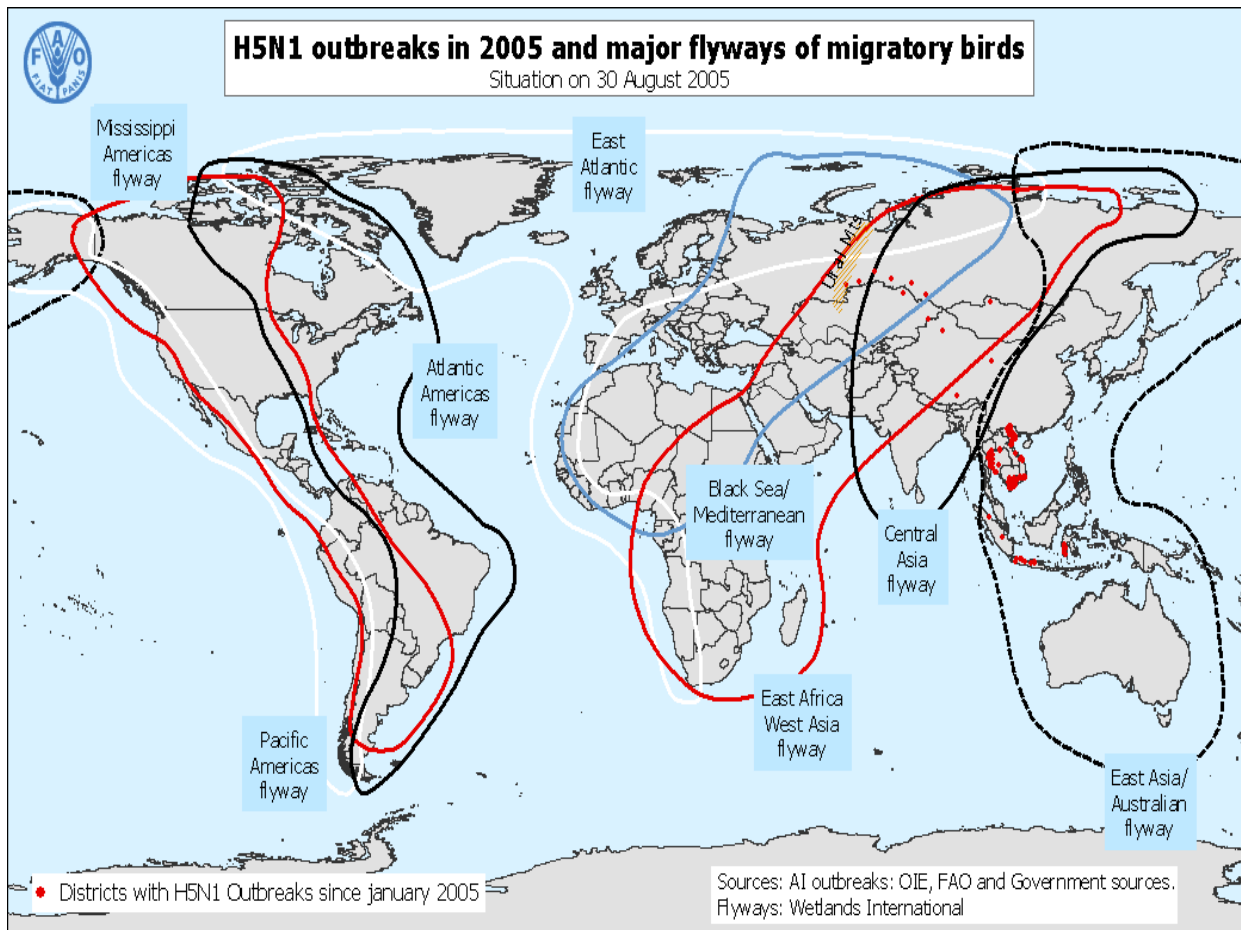 H5N1 outbreaks in 2005 and major flyways of migratory birds
Situation on 30 August 2005
F A O
FIAT PANIS
Mississippi
Americas
flyway
East
Atlantic
flyway
Ural Mts.
Atlantic
Americas
flyway
Black Sea/
Mediterranean
flyway
Central
Asia
flyway
East Africa
West Asia
flyway
Pacific
Americas
flyway
East Asia/
Australian
flyway
Districts with H5N1 Outbreaks since january 2005
Sources: AI outbreaks: OIE, FAO and Government sources.
Flyways: Wetlands International